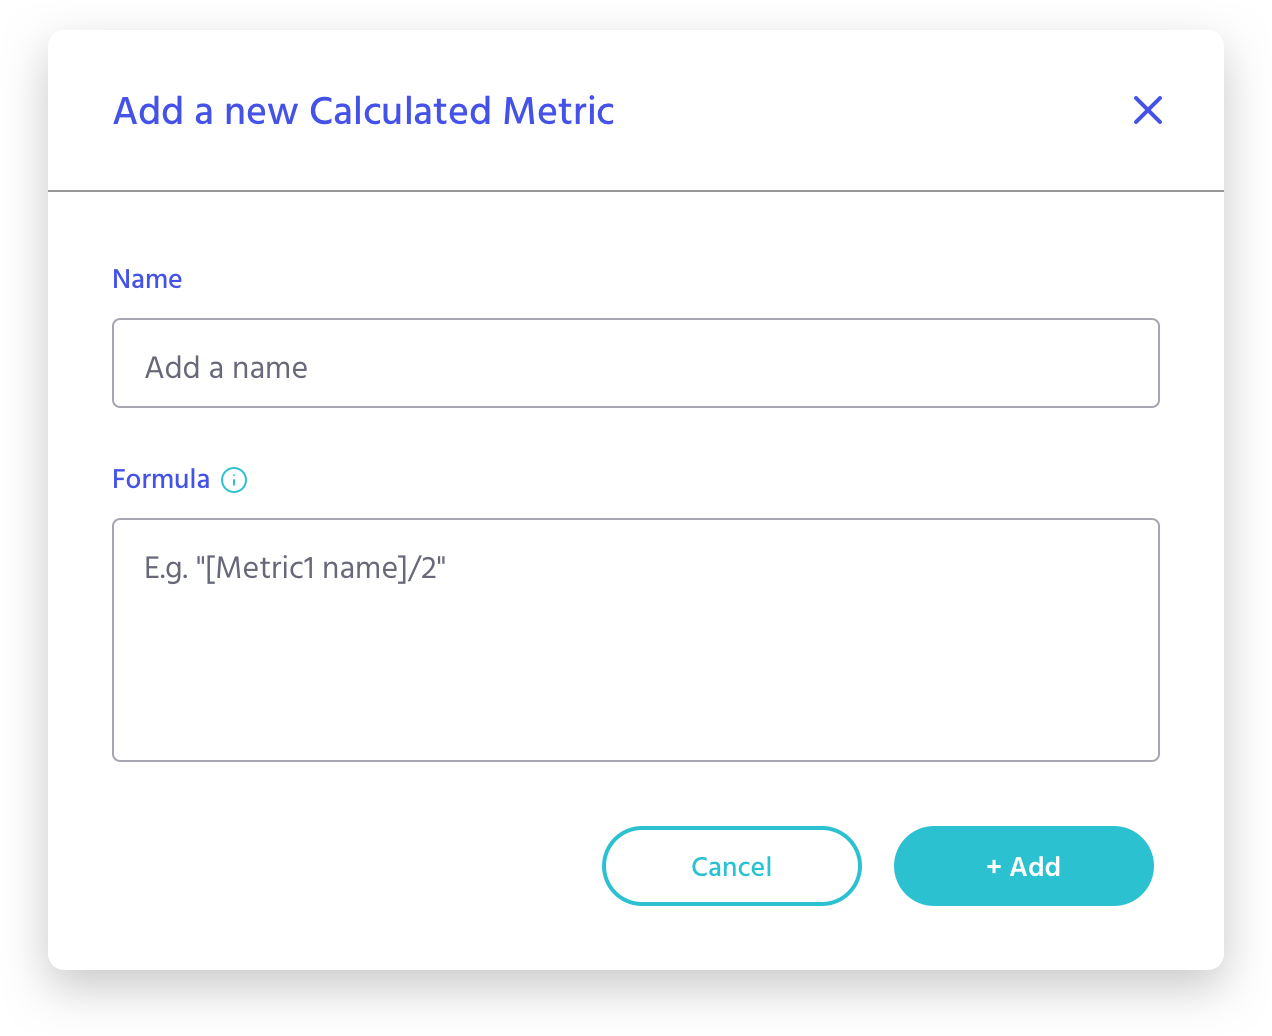 Add a new Calculated Metric
Name
Add a name
Formula
E.g. "[Metric1 name]/2"
Cancel
+ Add